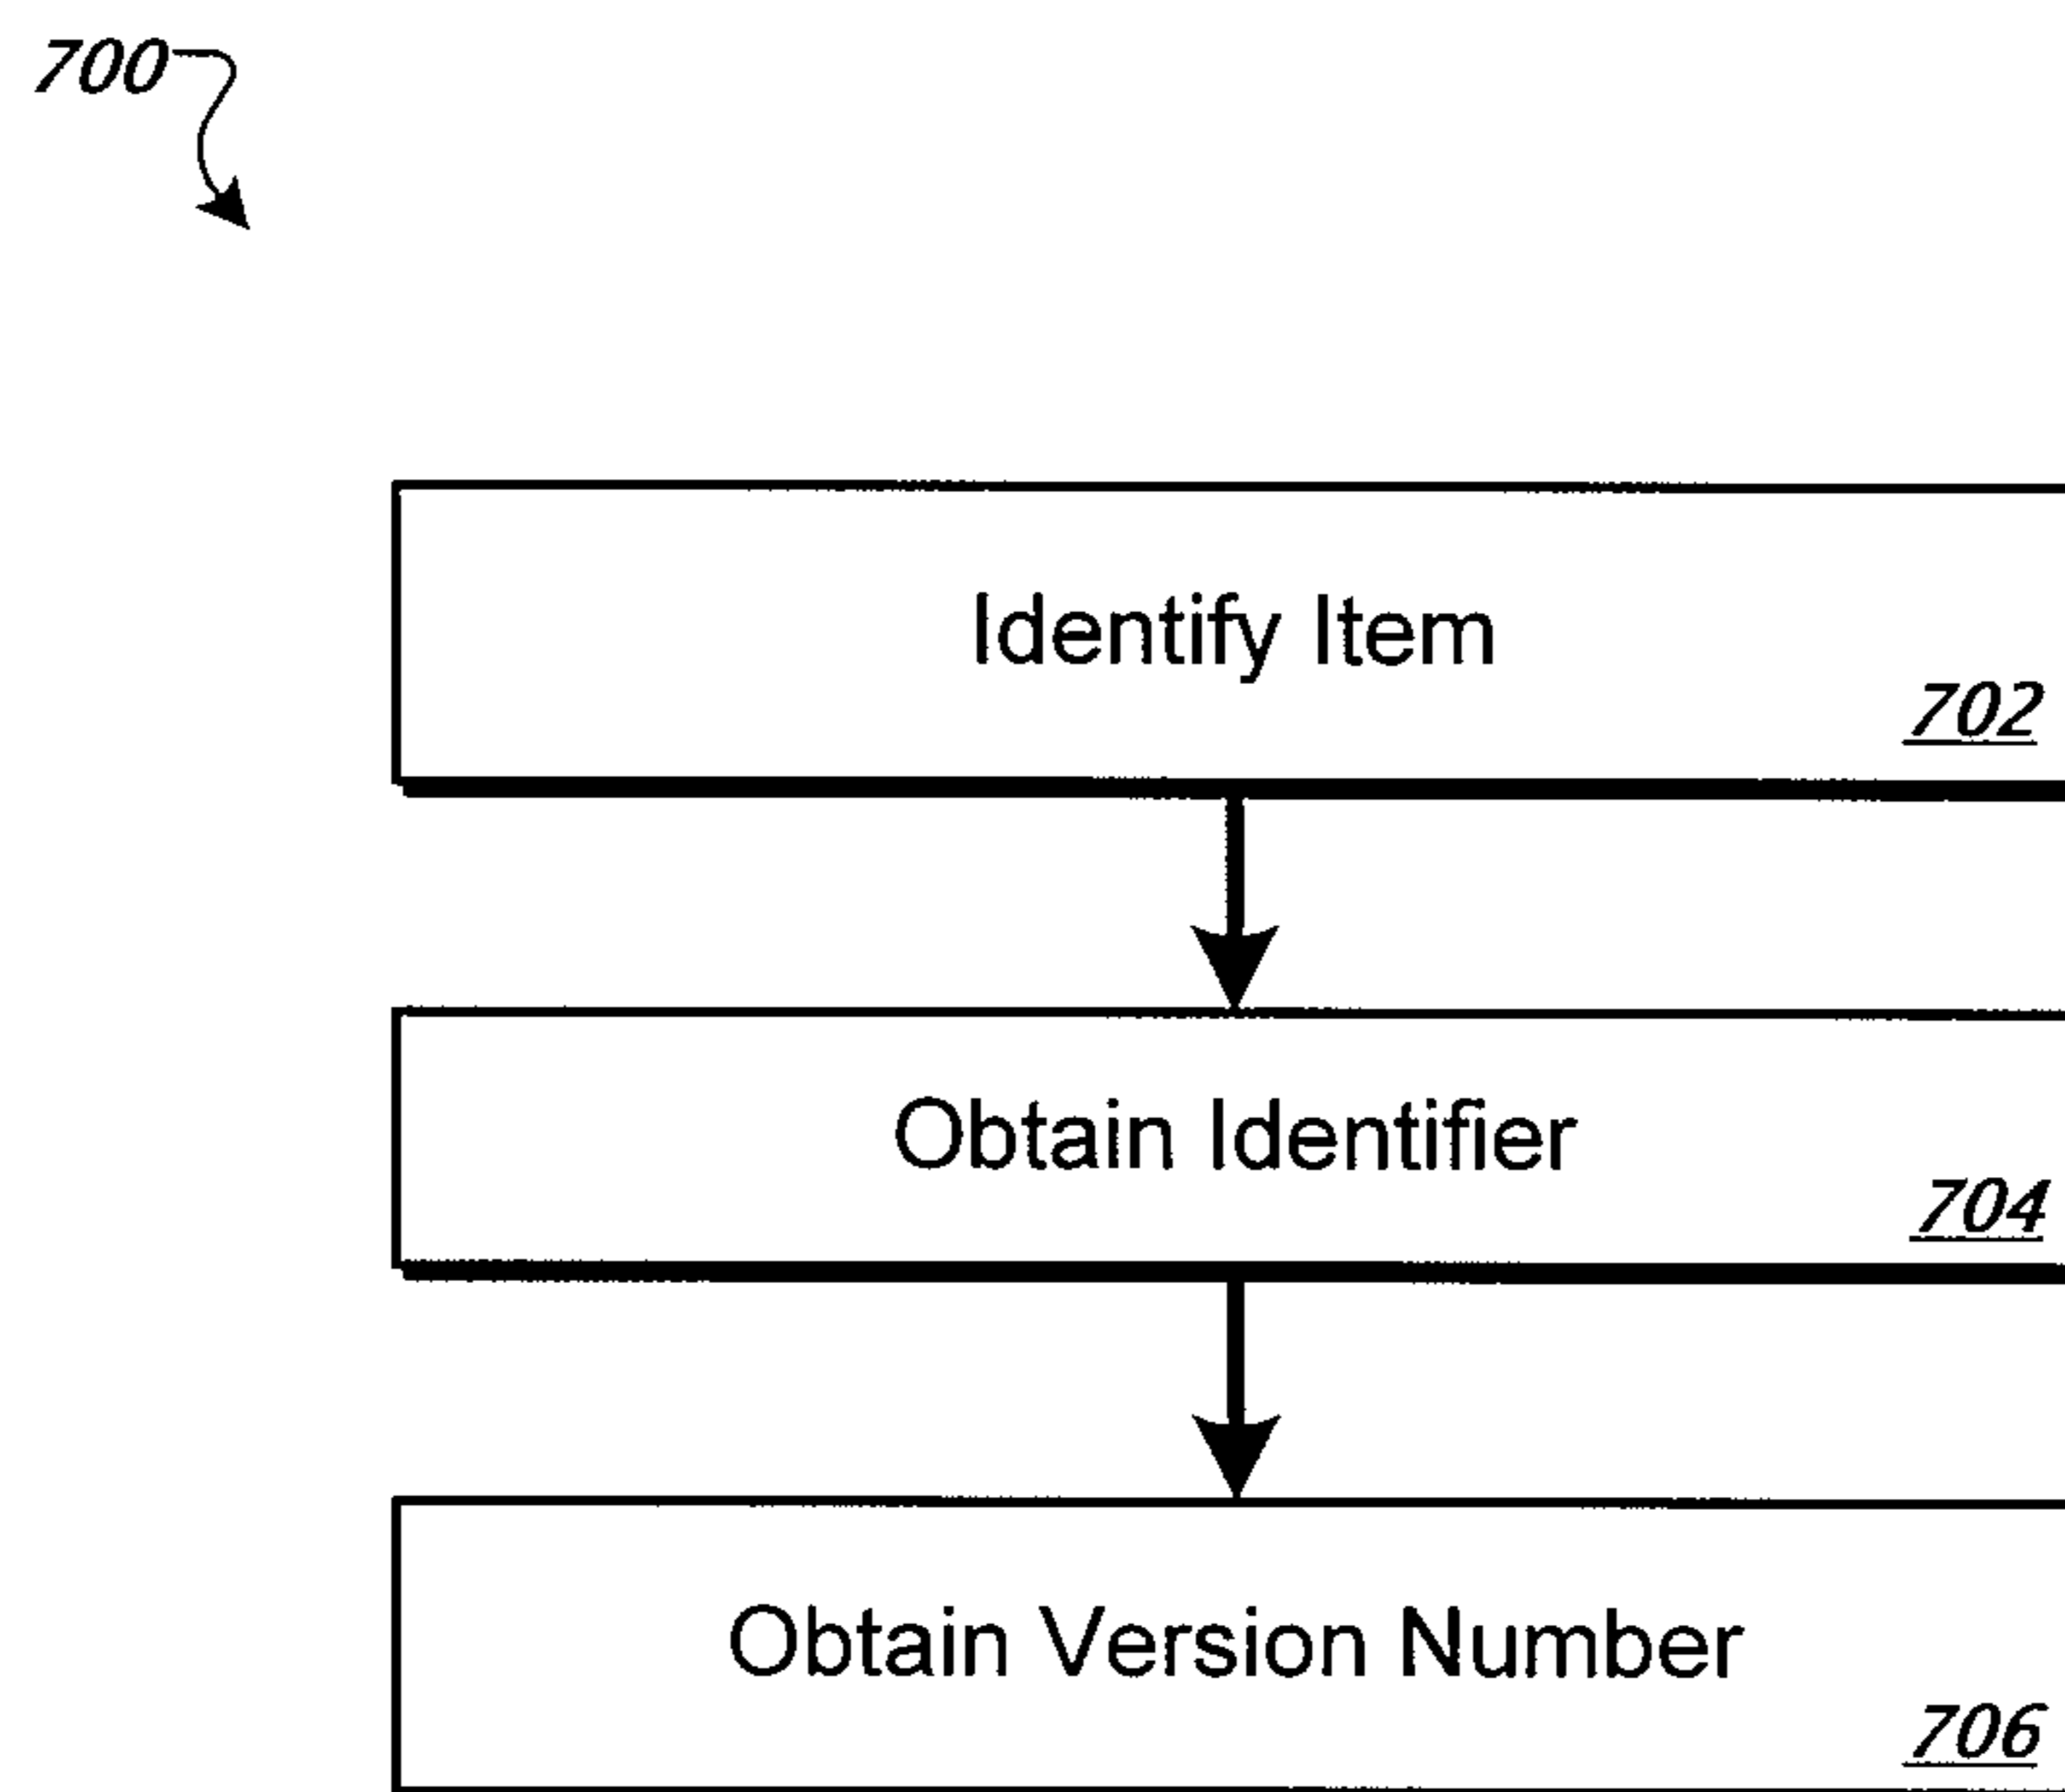 700
Identify Item
702
Obtain Identifier
704
Obtain Version Number
706